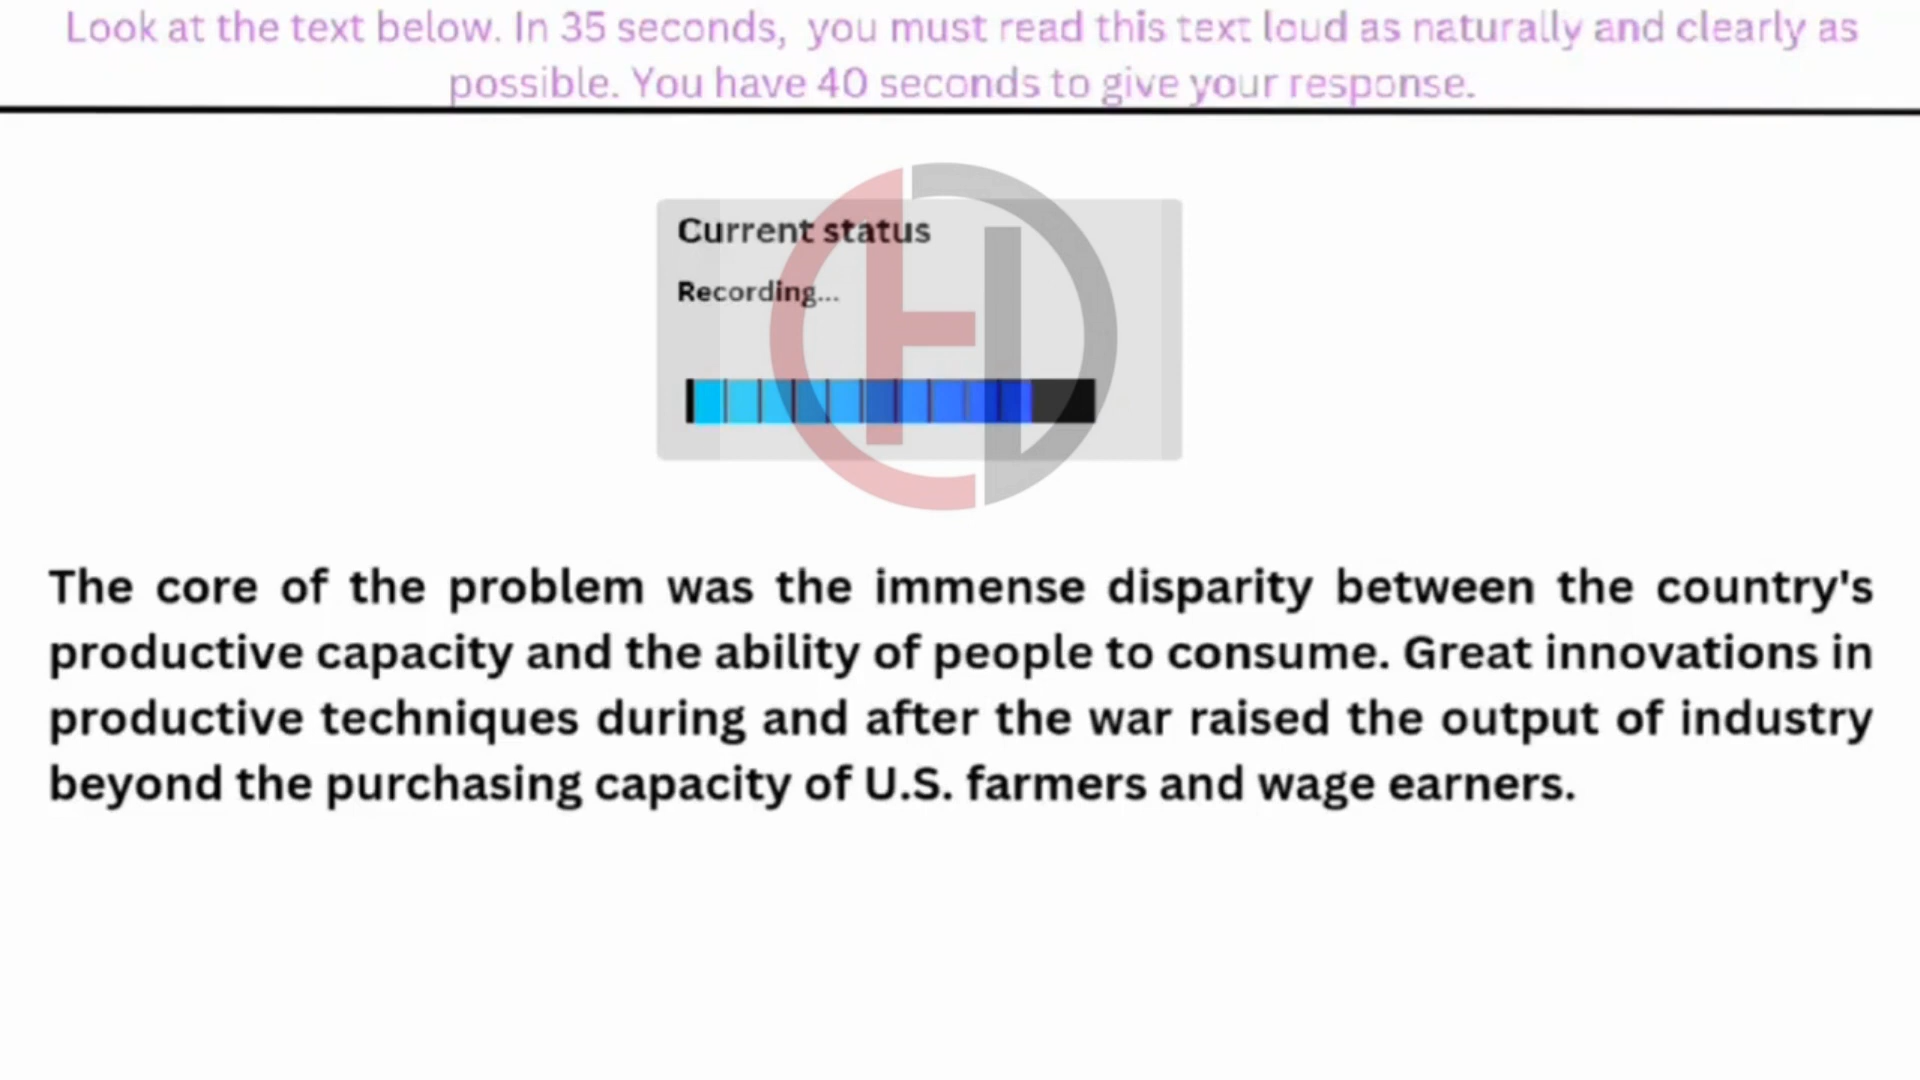 Look at the text below. In 35 seconds, you must read this text loud as naturally and clearly as
possible. You have 40 seconds to give your response.
Current status
Recording...
The core of the problem was the immense disparity between the country's
productive capacity and the ability of people to consume. Great innovations in
productive techniques during and after the war raised the output of industry
beyond the purchasing capacity of U.S. farmers and wage earners.